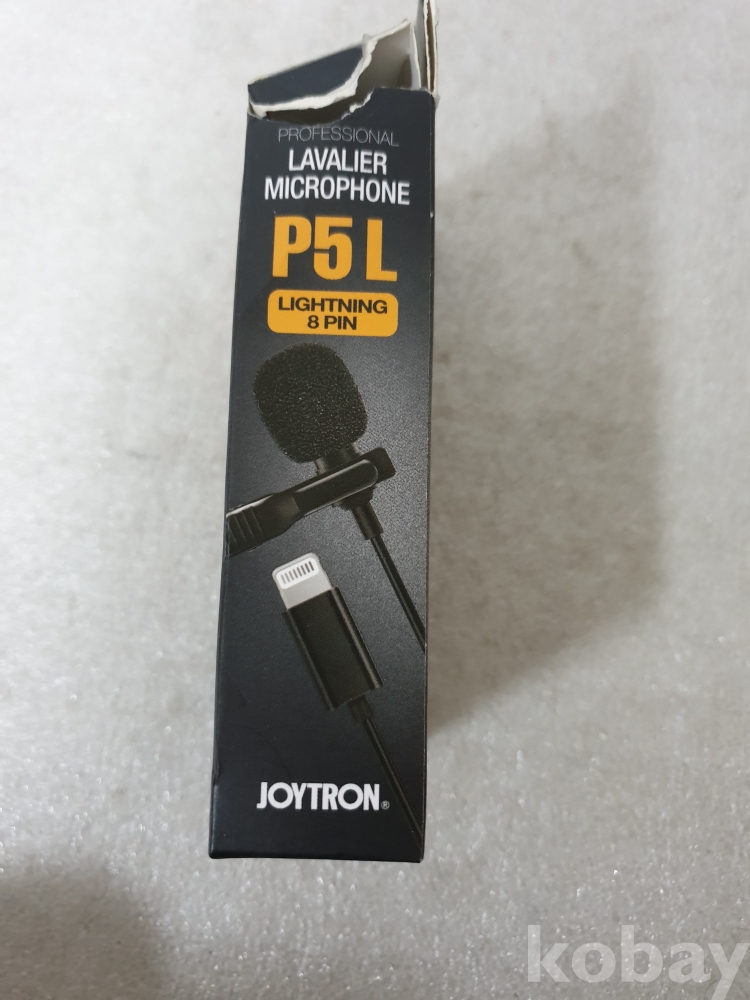 PROFESSIONAL
LAVALIER
MICROPHONE
P5 L
LIGHTNING
8 PIN
JOYTRON®
kobay